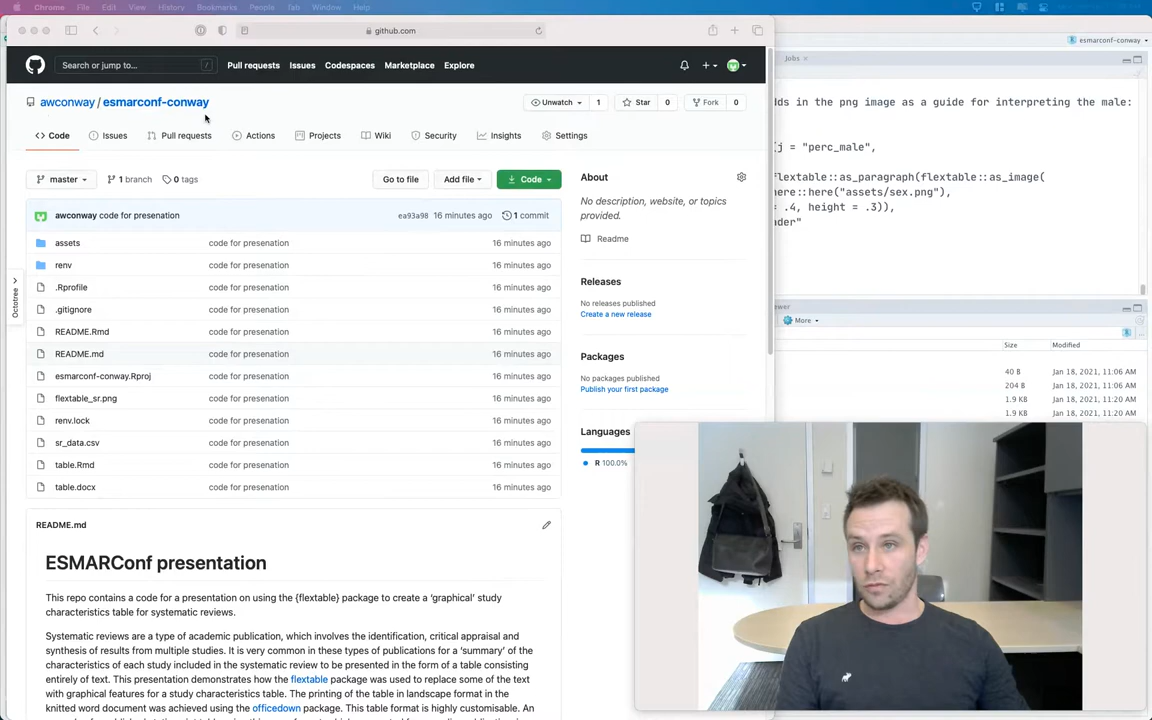 Chrome File Edit View History Bookmarks People Tab Window Help
github.com
esmarconf-conway
Search or jump to... /
Pull requests Issues Codespaces Marketplace Explore
Jobs
awconway / esmarconf-conway
Unwatch 1 Star 0 Fork 0
dds in the png image as a guide for interpreting the male:
Code Issues Pull requests Actions Projects Wiki Security Insights Settings
(j = "perc_male",
master 1 branch 0 tags
Go to file Add file Code
About
flextable::as_paragraph(flextable::as_image(
here::here("assets/sex.png"),
= .4, height = .3)),
No description, website, or topics
provided.
Readme
awconway code for presenation ea93a98 16 minutes ago 1 commit
assets code for presenation 16 minutes ago
renv code for presenation 16 minutes ago
.Rprofile code for presenation 16 minutes ago
.gitignore code for presenation 16 minutes ago
README.Rmd code for presenation 16 minutes ago
README.md code for presenation 16 minutes ago
esmarconf-conway.Rproj code for presenation 16 minutes ago
flextable_sr.png code for presenation 16 minutes ago
renv.lock code for presenation 16 minutes ago
sr_data.csv code for presenation 16 minutes ago
table.Rmd code for presenation 16 minutes ago
table.docx code for presenation 16 minutes ago
Releases
No releases published
Create a new release
Packages
No packages published
Publish your first package
Languages
R 100.0%
More
Size Modified
40 B Jan 18, 2021, 11:06 AM
204 B Jan 18, 2021, 11:06 AM
1.9 KB Jan 18, 2021, 11:20 AM
1.9 KB Jan 18, 2021, 11:20 AM
Octotree
README.md
ESMARConf presentation
This repo contains a code for a presentation on using the {flextable} package to create a 'graphical' study
characteristics table for systematic reviews.
Systematic reviews are a type of academic publication, which involves the identification, critical appraisal and
synthesis of results from multiple studies. It is very common in these types of publications for a 'summary' of the
characteristics of each study included in the systematic review to be presented in the form of a table consisting
entirely of text. This presentation demonstrates how the flextable package was used to replace some of the text
with graphical features for a study characteristics table. The printing of the table in landscape format in the
knitted word document was achieved using the officedown package. This table format is highly customisable. An